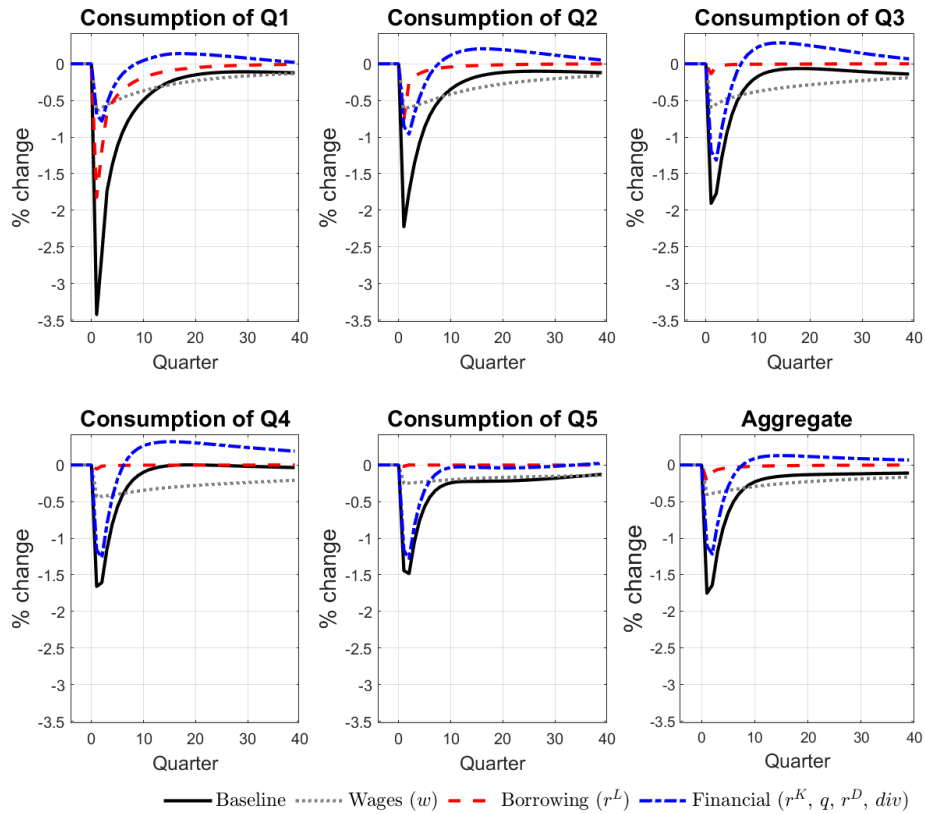 Consumption of Q1
Consumption of Q2
Consumption of Q3
% change
0
-0.5
-1
-1.5
-2
-2.5
-3
-3.5
0 10 20 30 40
Quarter
% change
0
-0.5
-1
-1.5
-2
-2.5
-3
-3.5
0 10 20 30 40
Quarter
% change
0
-0.5
-1
-1.5
-2
-2.5
-3
-3.5
0 10 20 30 40
Quarter
Consumption of Q4
Consumption of Q5
Aggregate
% change
0
-0.5
-1
-1.5
-2
-2.5
-3
-3.5
0 10 20 30 40
Quarter
% change
0
-0.5
-1
-1.5
-2
-2.5
-3
-3.5
0 10 20 30 40
Quarter
% change
0
-0.5
-1
-1.5
-2
-2.5
-3
-3.5
0 10 20 30 40
Quarter
Baseline Wages (w) Borrowing (r^L) Financial (r^K, q, r^D, div)